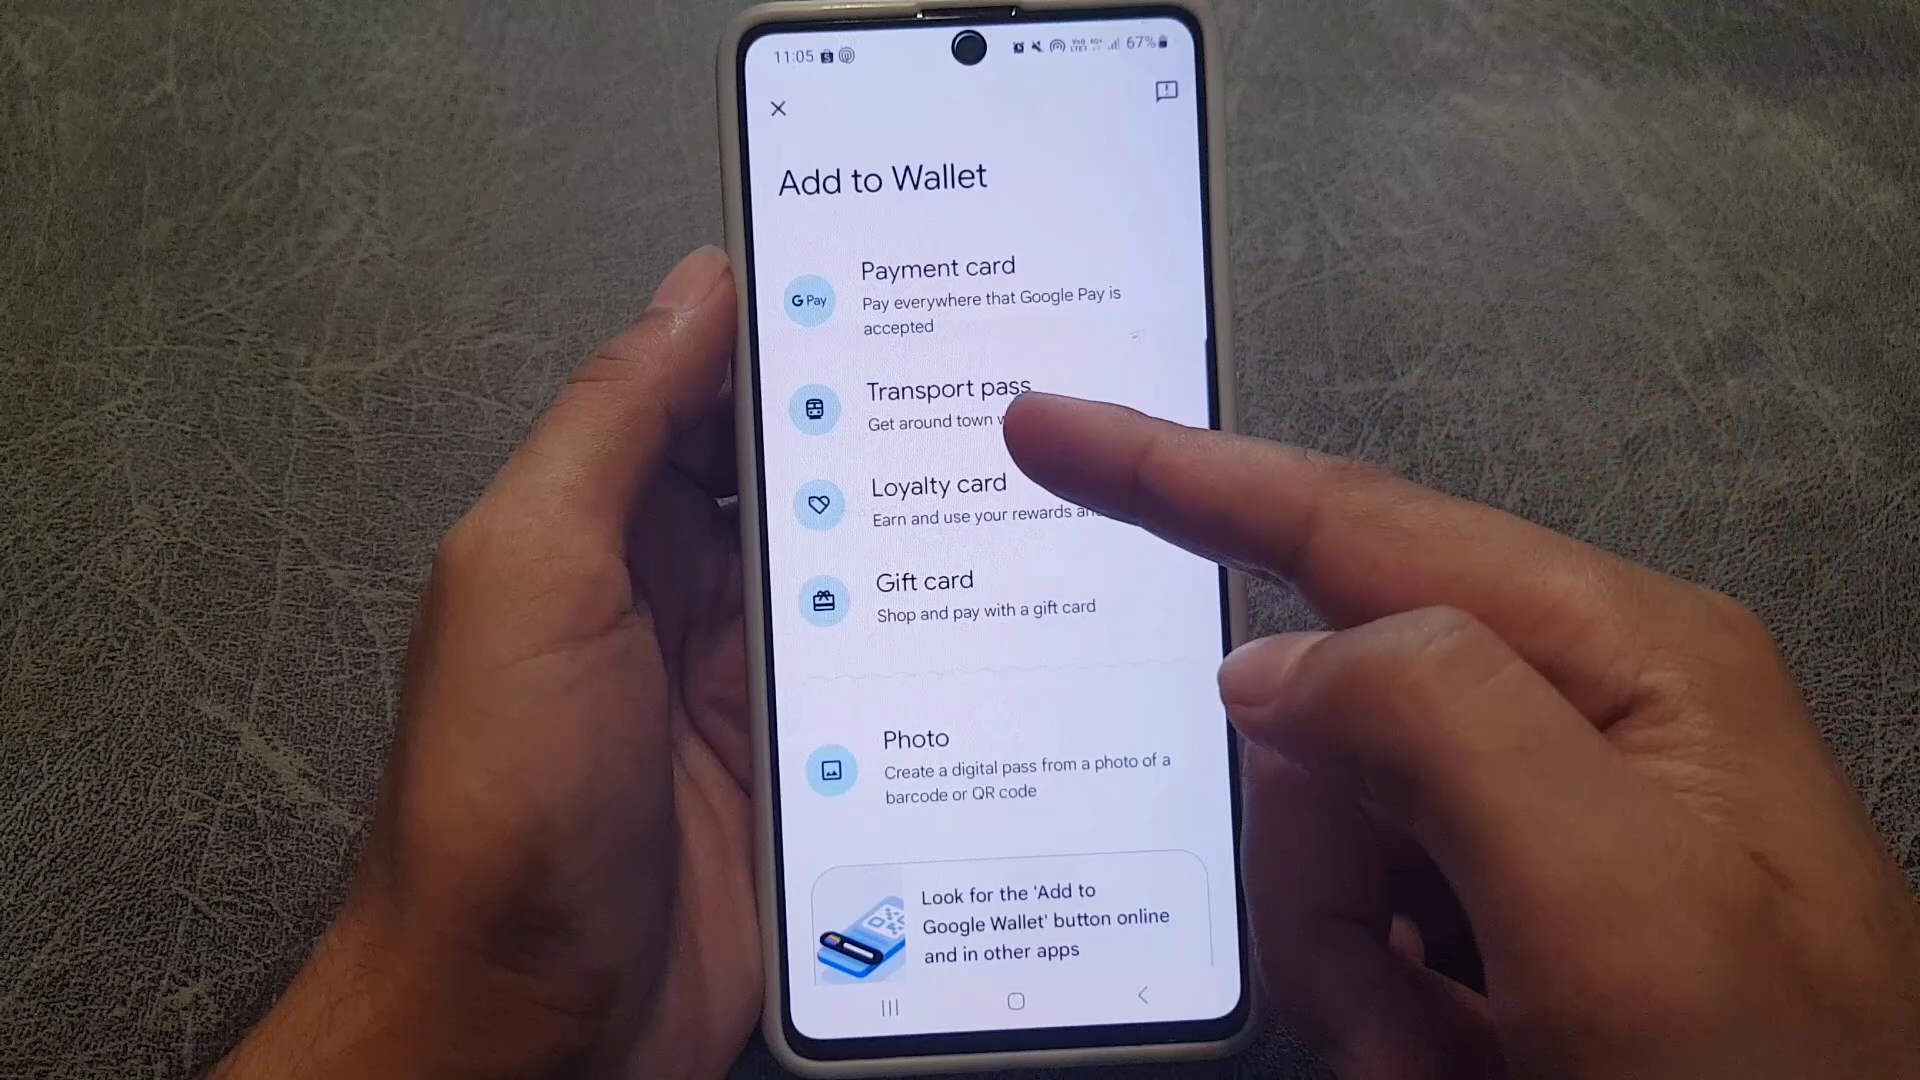 11:05
67%
Add to Wallet
G Pay
Payment card
Pay everywhere that Google Pay is
accepted
Transport pass
Get around town
Loyalty card
Earn and use your rewards
Gift card
Shop and pay with a gift card
Photo
Create a digital pass from a photo of a
barcode or QR code
Look for the 'Add to
Google Wallet' button online
and in other apps